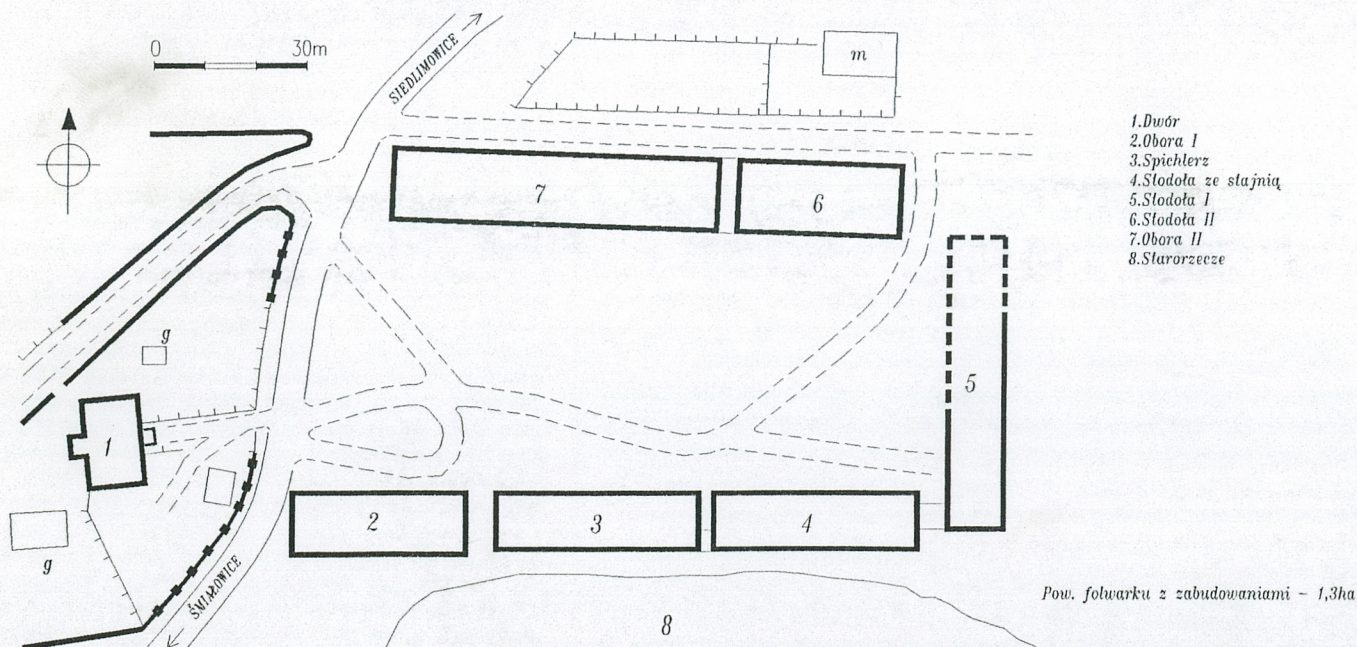 0 30m
SIEDLIMOWICE
m
1.Dwór
2.Obora I
3.Spichlerz
4.Stodoła ze stajnią
5.Stodoła I
6.Stodoła II
7.Obora II
8.Starorzecze
7
6
g
5
1
2
3
4
g
ŚMIAŁOWICE
8
Pow. folwarku z zabudowaniami - 1,3ha